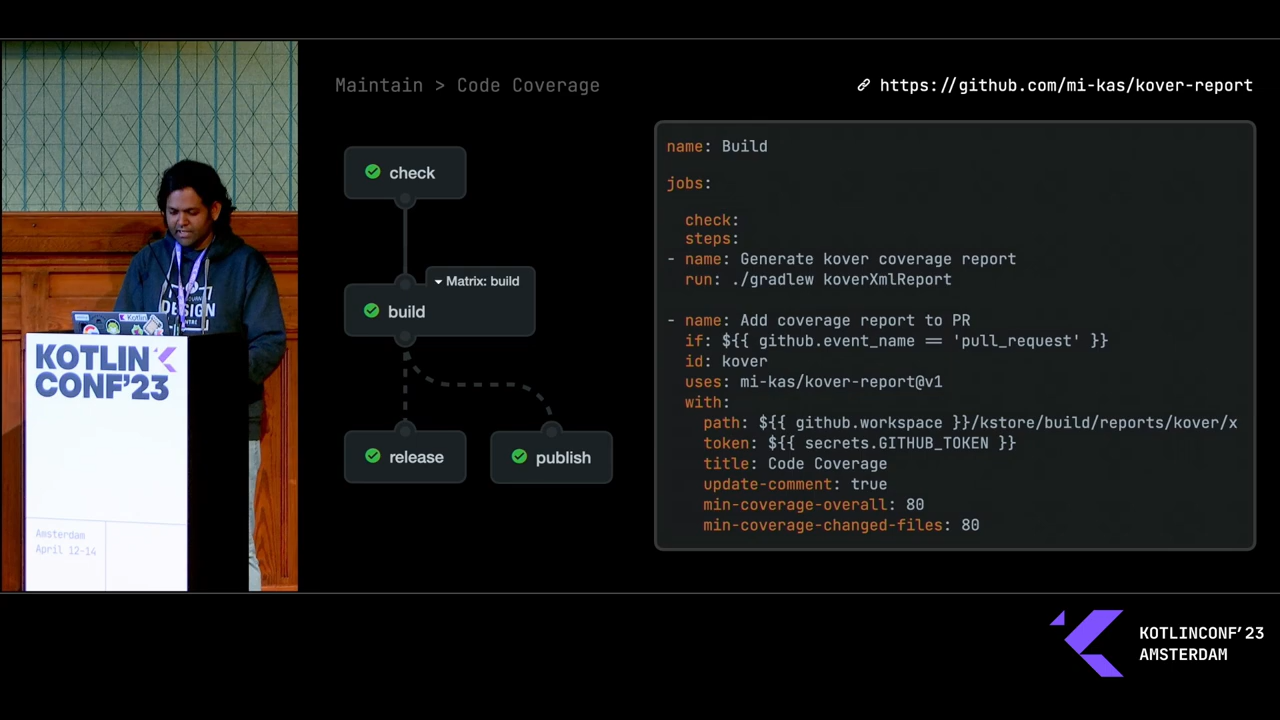 Maintain > Code Coverage
https://github.com/mi-kas/kover-report
check
Matrix: build
build
release
publish
name: Build
jobs:
check:
steps:
- name: Generate kover coverage report
run: ./gradlew koverXmlReport
- name: Add coverage report to PR
if: ${{ github.event_name == 'pull_request' }}
id: kover
uses: mi-kas/kover-report@v1
with:
path: ${{ github.workspace }}/kstore/build/reports/kover/x
token: ${{ secrets.GITHUB_TOKEN }}
title: Code Coverage
update-comment: true
min-coverage-overall: 80
min-coverage-changed-files: 80
DESIGN
Kotlin
KOTLIN
CONF'23
Amsterdam
April 12-14
KOTLINCONF'23
AMSTERDAM